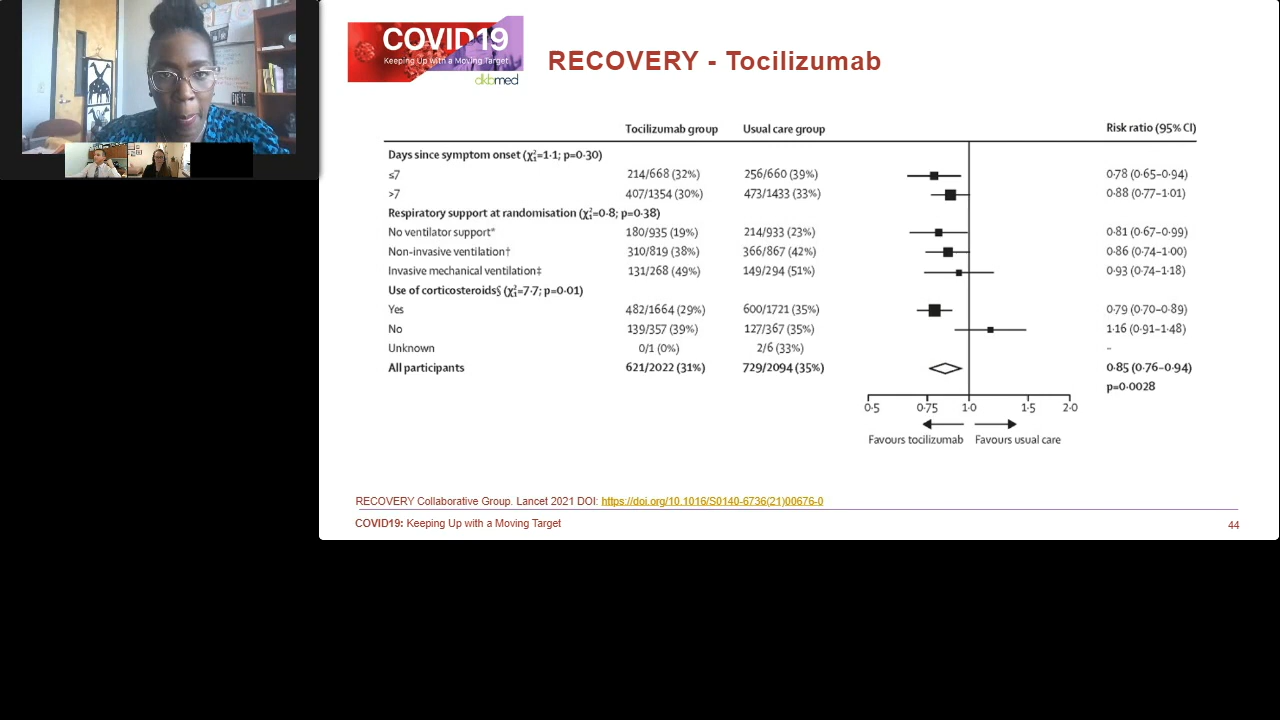 COVID19
Keeping Up with a Moving Target
dkbmed
RECOVERY - Tocilizumab
Tocilizumab group Usual care group Risk ratio (95% CI)
Days since symptom onset (χ²₁=1·1; p=0·30)
≤7 214/668 (32%) 256/660 (39%) 0·78 (0·65–0·94)
>7 407/1354 (30%) 473/1433 (33%) 0·88 (0·77–1·01)
Respiratory support at randomisation (χ²₁=0·8; p=0·38)
No ventilator support* 180/935 (19%) 214/933 (23%) 0·81 (0·67–0·99)
Non-invasive ventilation† 310/819 (38%) 366/867 (42%) 0·86 (0·74–1·00)
Invasive mechanical ventilation‡ 131/268 (49%) 149/294 (51%) 0·93 (0·74–1·18)
Use of corticosteroids§ (χ²₁=7·7; p=0·01)
Yes 482/1664 (29%) 600/1721 (35%) 0·79 (0·70–0·89)
No 139/357 (39%) 127/367 (35%) 1·16 (0·91–1·48)
Unknown 0/1 (0%) 2/6 (33%) –
All participants 621/2022 (31%) 729/2094 (35%) 0·85 (0·76–0·94)
p=0·0028
0·5 0·75 1·0 1·5 2·0
Favours tocilizumab Favours usual care
RECOVERY Collaborative Group. Lancet 2021 DOI: https://doi.org/10.1016/S0140-6736(21)00676-0
COVID19: Keeping Up with a Moving Target 44